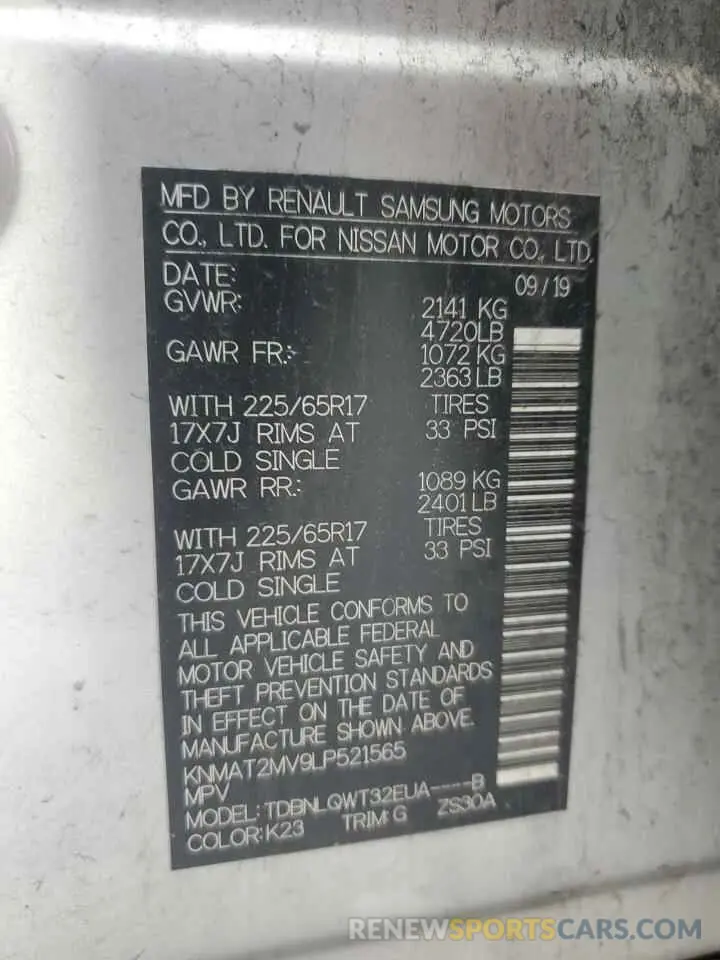 MFD BY RENAULT SAMSUNG MOTORS
CO., LTD. FOR NISSAN MOTOR CO., LTD.
DATE: 09/19
GVWR: 2141 KG
4720LB
GAWR FR.: 1072 KG
2363 LB
WITH 225/65R17 TIRES
17X7J RIMS AT 33 PSI
COLD SINGLE
GAWR RR.: 1089 KG
2401 LB
WITH 225/65R17 TIRES
17X7J RIMS AT 33 PSI
COLD SINGLE
THIS VEHICLE CONFORMS TO
ALL APPLICABLE FEDERAL
MOTOR VEHICLE SAFETY AND
THEFT PREVENTION STANDARDS
IN EFFECT ON THE DATE OF
MANUFACTURE SHOWN ABOVE.
KNMAT2MV9LP521565
MPV
MODEL: TDBNLQWT32EUA----B
COLOR:K23 TRIM:G ZS30A
RENEWSPORTSCARS.COM